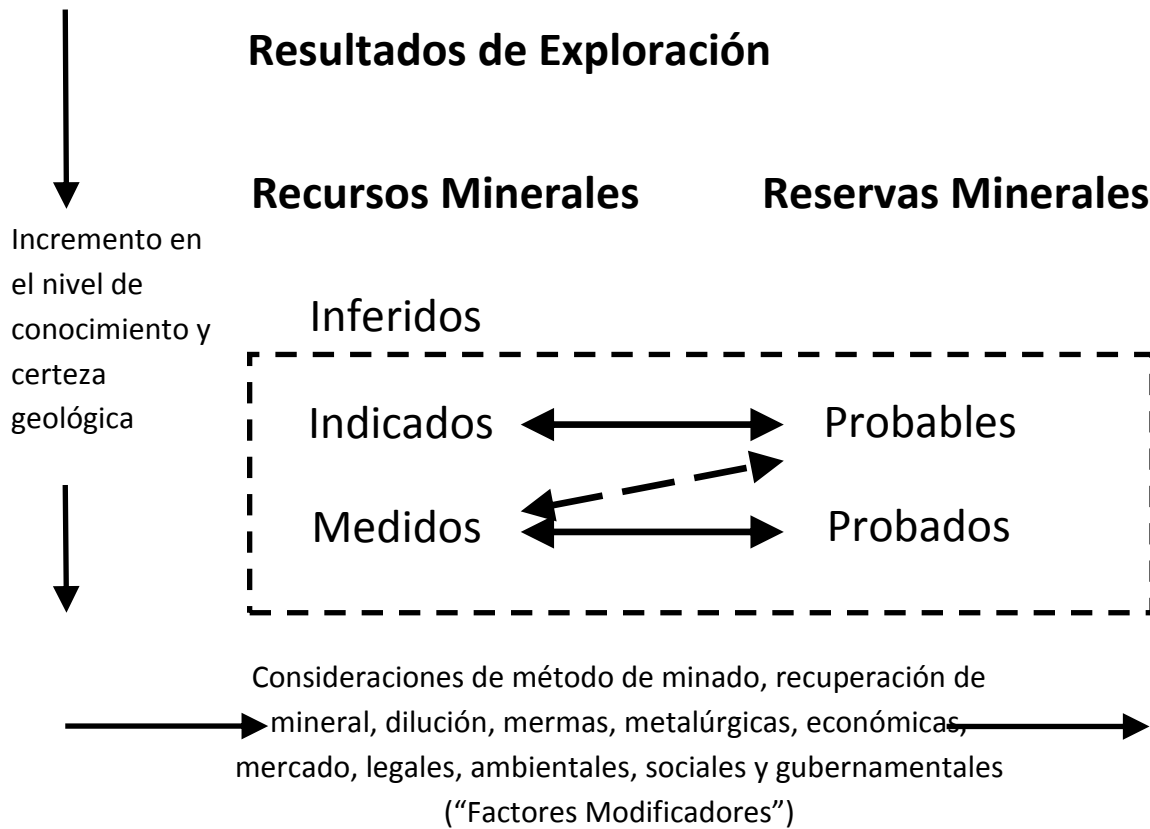 Resultados de Exploración
Recursos Minerales
Reservas Minerales
Incremento en
el nivel de
conocimiento y
certeza
geológica
Inferidos
Indicados
Probables
Medidos
Probados
Consideraciones de método de minado, recuperación de
mineral, dilución, mermas, metalúrgicas, económicas,
mercado, legales, ambientales, sociales y gubernamentales
(“Factores Modificadores”)